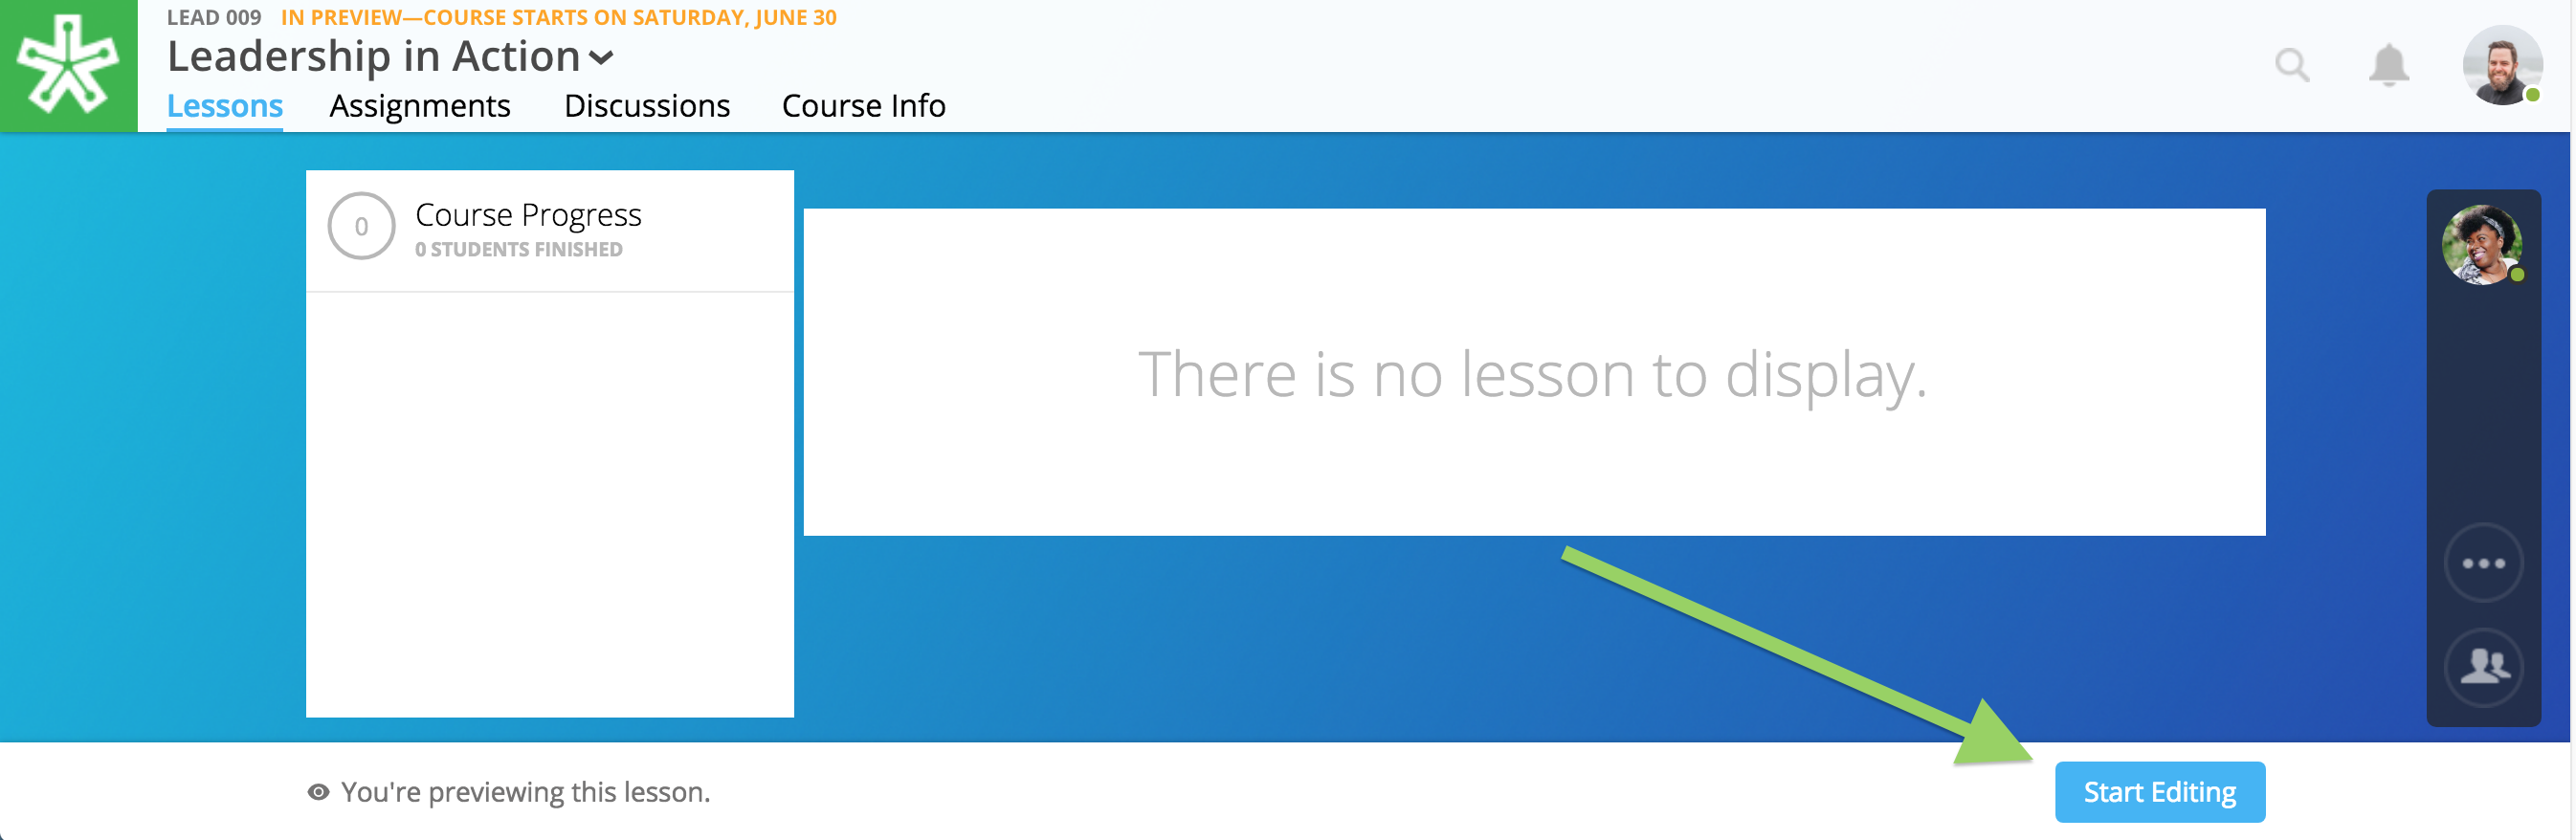 LEAD 009 IN PREVIEW—COURSE STARTS ON SATURDAY, JUNE 30
Leadership in Action
Lessons Assignments Discussions Course Info
0
Course Progress
0 STUDENTS FINISHED
There is no lesson to display.
You're previewing this lesson.
Start Editing